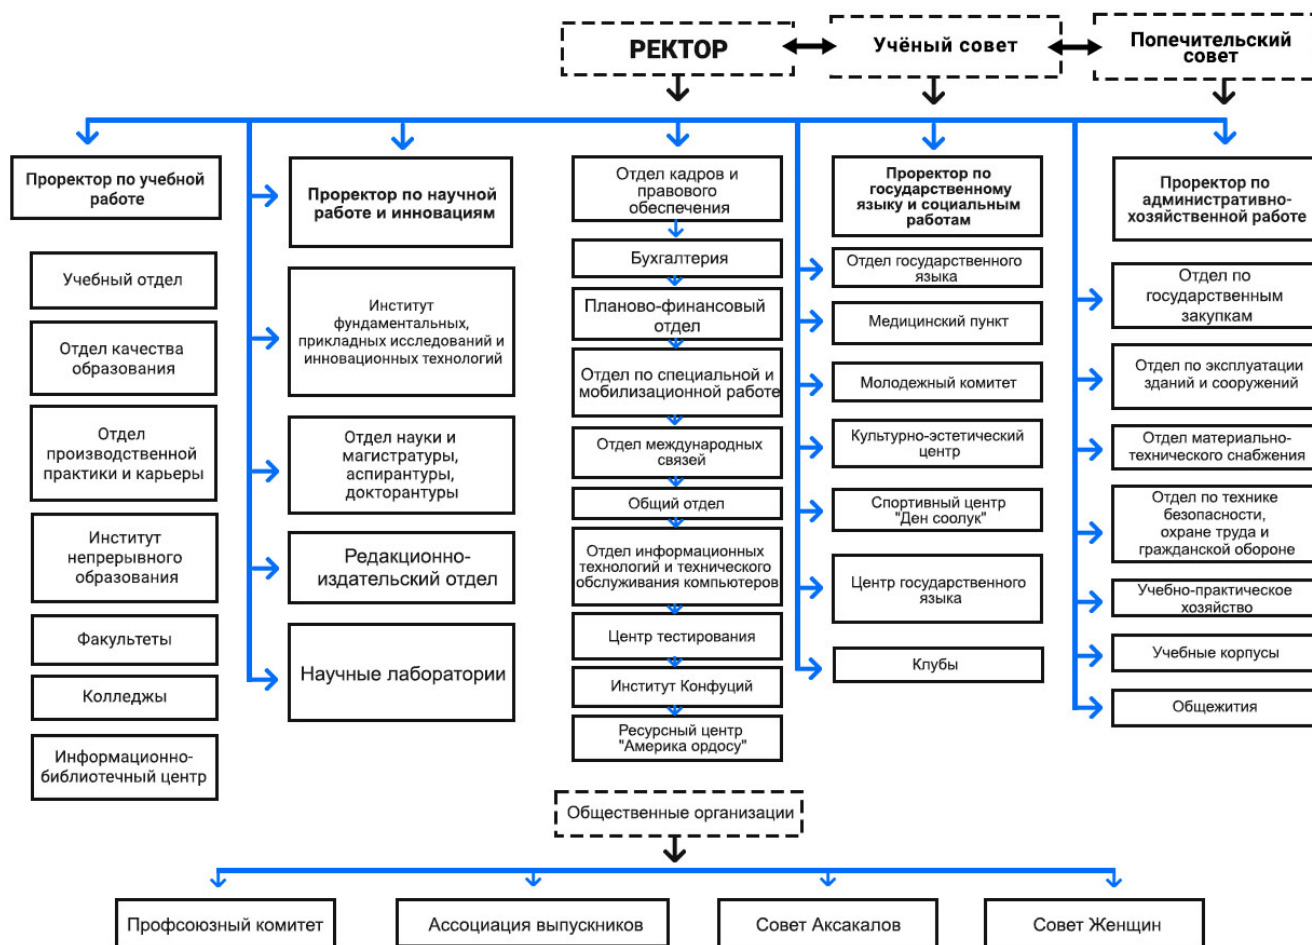 РЕКТОР
Учёный совет
Попечительский
совет
Проректор по учебной
работе
Учебный отдел
Отдел качества
образования
Отдел
производственной
практики и карьеры
Институт
непрерывного
образования
Факультеты
Колледжы
Информационно-
библиотечный центр
Проректор по научной
работе и инновациям
Институт
фундаментальных,
прикладных исследований и
инновационных технологий
Отдел науки и
магистратуры,
аспирантуры,
докторантуры
Редакционно-
издательский отдел
Научные лаборатории
Отдел кадров и
правового
обеспечения
Бухгалтерия
Планово-финансовый
отдел
Отдел по специальной и
мобилизационной работе
Отдел международных
связей
Общий отдел
Отдел информационных
технологий и технического
обслуживания компьютеров
Центр тестирования
Институт Конфуций
Ресурсный центр
"Америка ордосу"
Проректор по
государственному
языку и социальным
работам
Отдел государственного
языка
Медицинский пункт
Молодежный комитет
Культурно-эстетический
центр
Спортивный центр
"Ден соолук"
Центр государственного
языка
Клубы
Проректор по
административно-
хозяйственной работе
Отдел по
государственным
закупкам
Отдел по эксплуатации
зданий и сооружений
Отдел материально-
технического снабжения
Отдел по технике
безопасности,
охране труда и
гражданской обороне
Учебно-практическое
хозяйство
Учебные корпусы
Общежития
Общественные организации
Профсоюзный комитет
Ассоциация выпускников
Совет Аксакалов
Совет Женщин